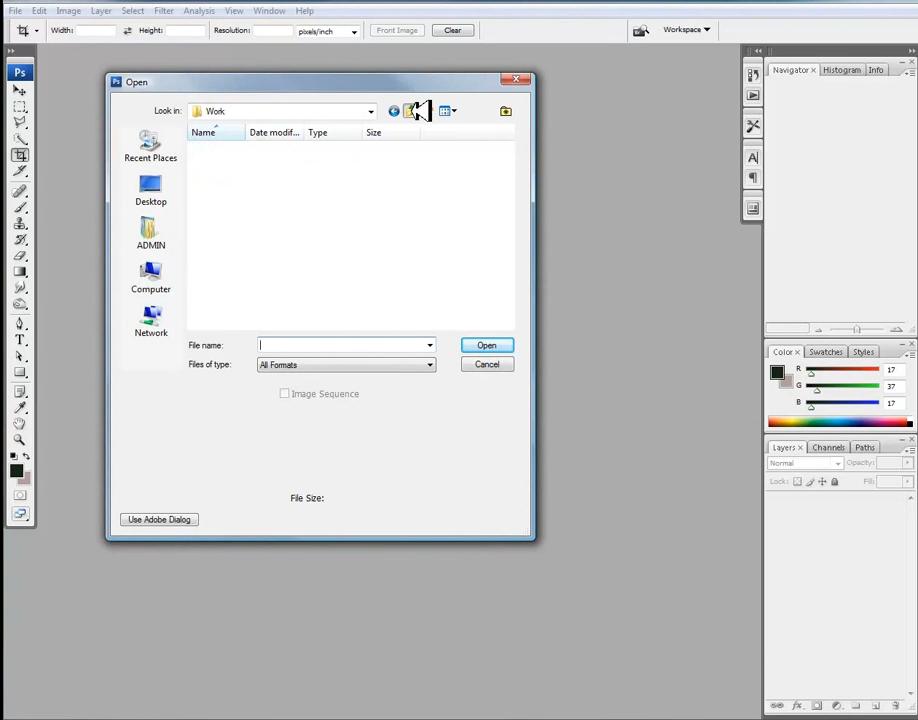 File Edit Image Layer Select Filter Analysis View Window Help
Width: Height: Resolution: pixels/inch Front Image Clear Workspace
Ps
Ps Open
Look in: Work
Name Date modif... Type Size
Recent Places
Desktop
ADMIN
Computer
Network
File name: Open
Files of type: All Formats Cancel
Image Sequence
File Size:
Use Adobe Dialog
Navigator x Histogram Info
Color x Swatches Styles
R 17
G 37
B 17
Layers x Channels Paths
Normal Opacity:
Lock: Fill:
T
A
fx